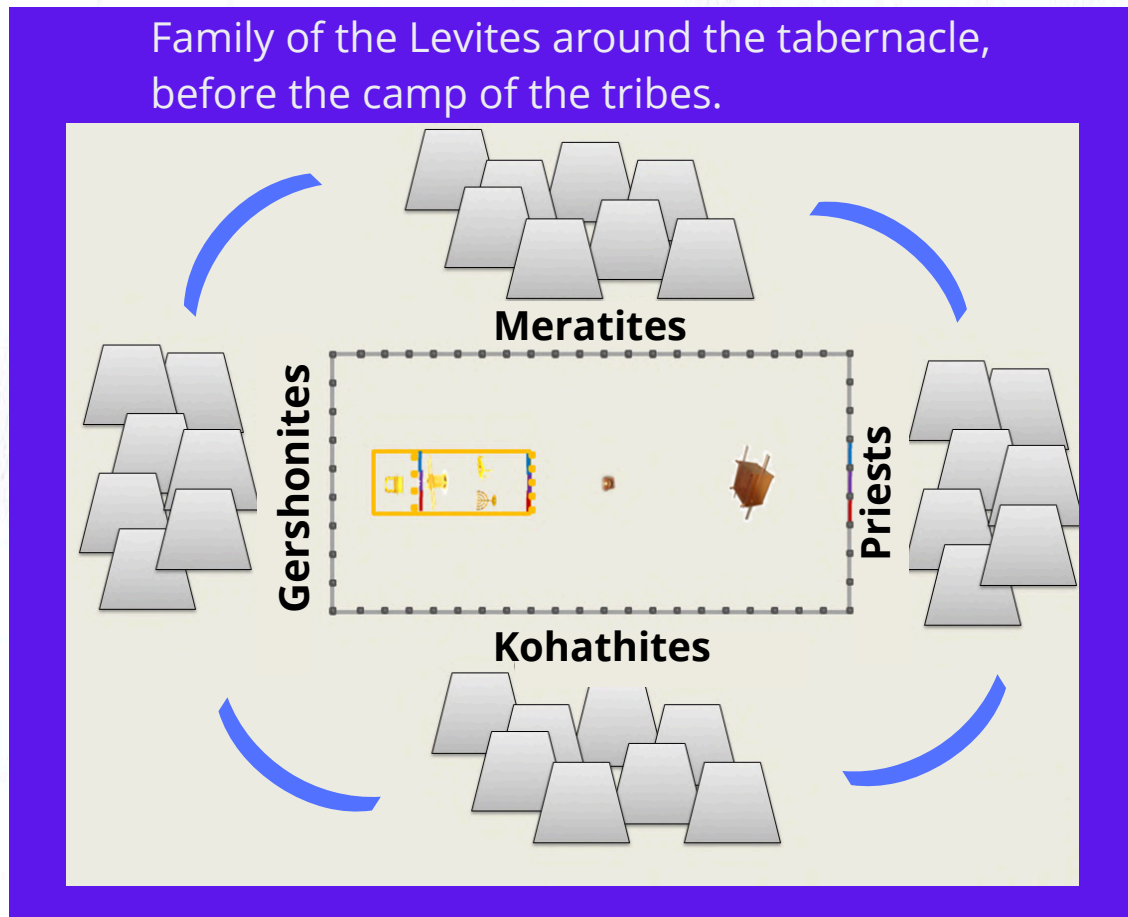 Family of the Levites around the tabernacle,
before the camp of the tribes.
Meratites
Gershonites
Priests
Kohathites